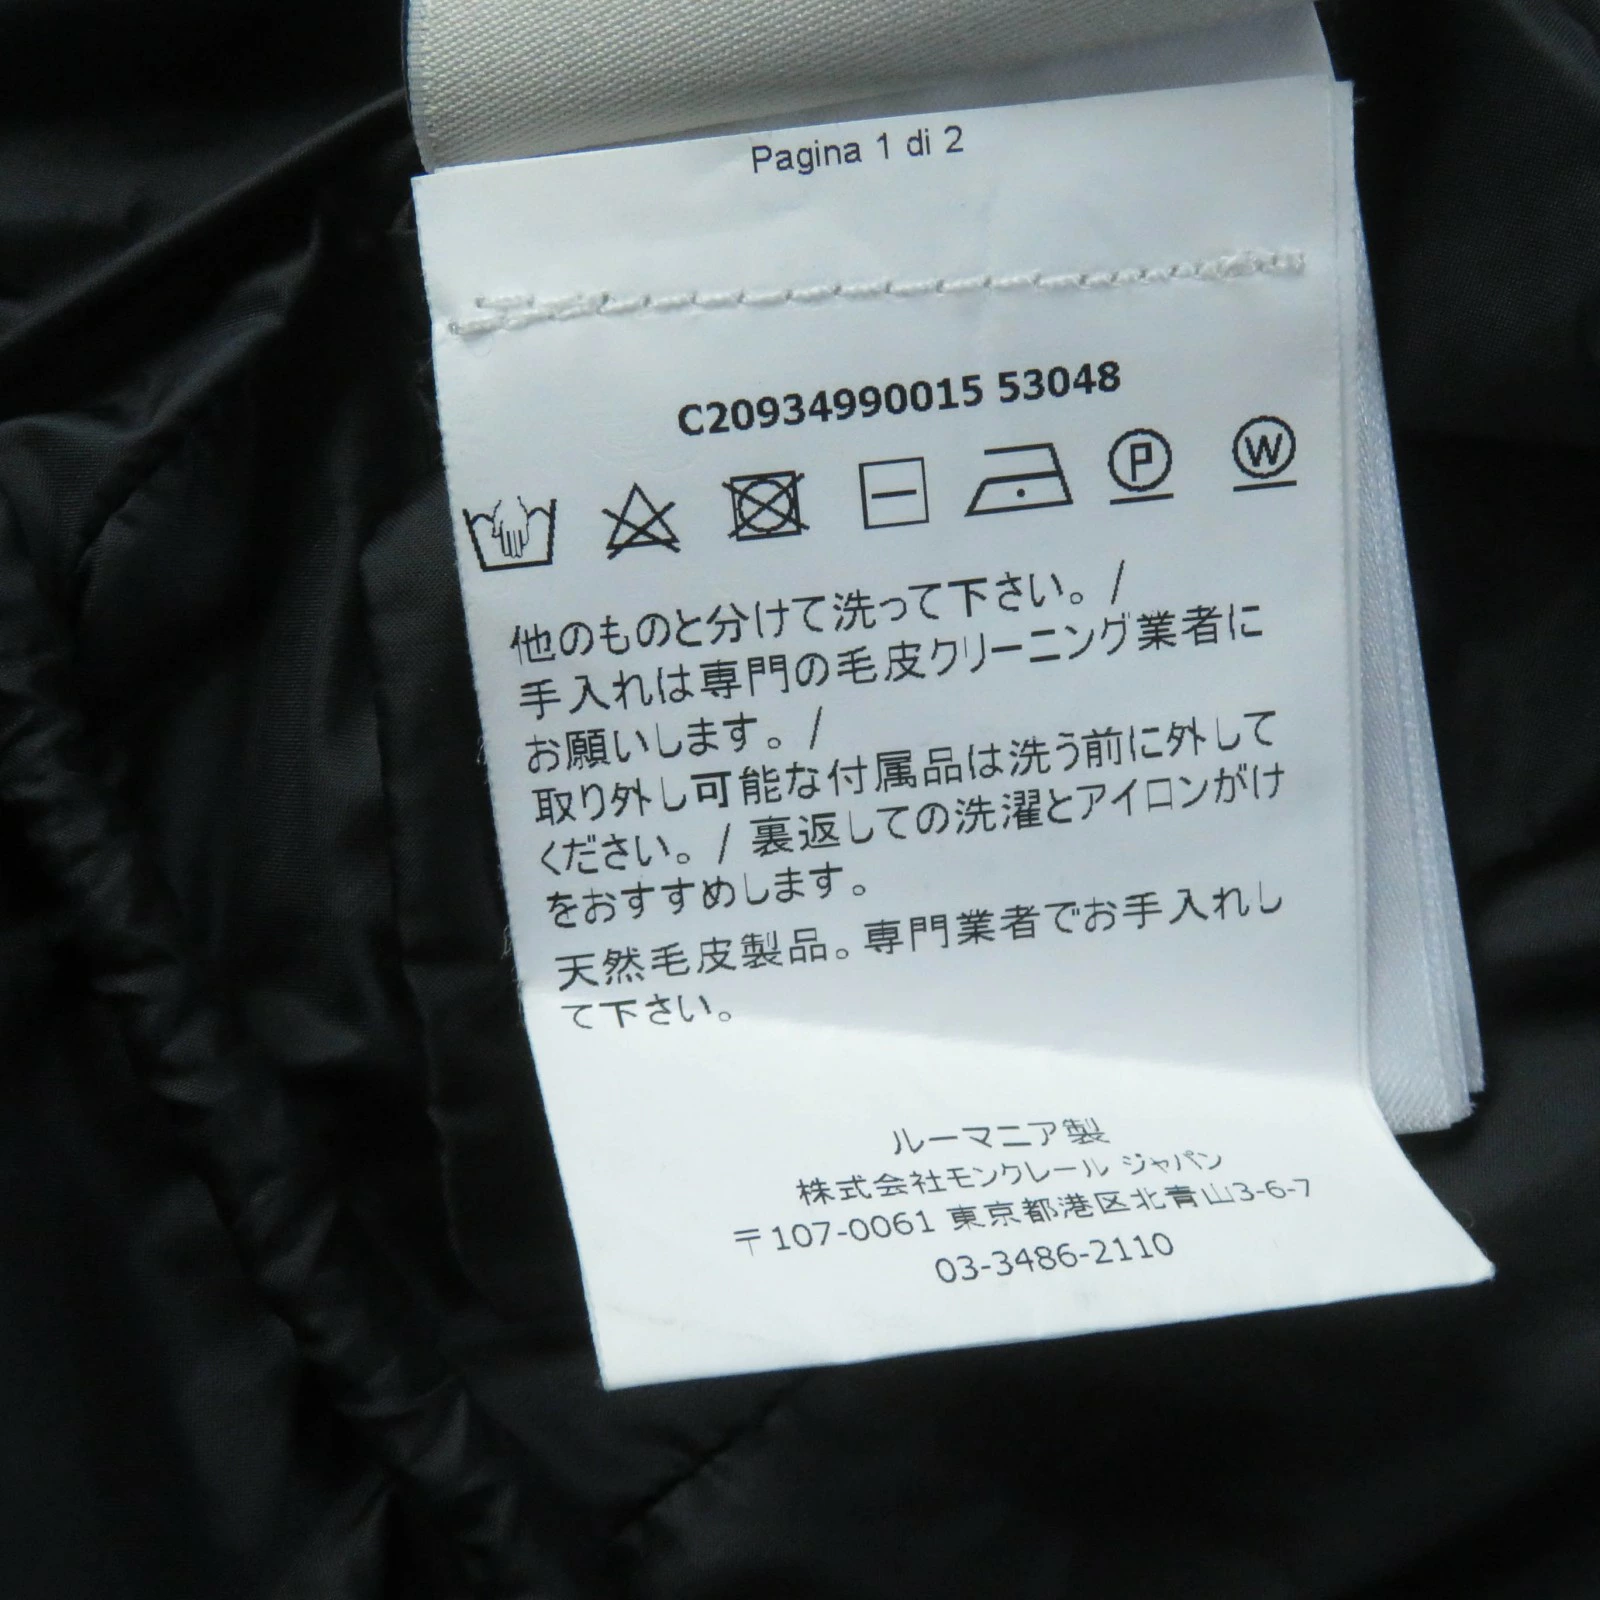 Pagina 1 di 2
C20934990015 53048
P W
他のものと分けて洗って下さい。/
手入れは専門の毛皮クリーニング業者に
お願いします。/
取り外し可能な付属品は洗う前に外して
ください。/ 裏返しての洗濯とアイロンがけ
をおすすめします。
天然毛皮製品。専門業者でお手入れし
て下さい。
ルーマニア製
株式会社モンクレール ジャパン
〒107-0061 東京都港区北青山3-6-7
03-3486-2110